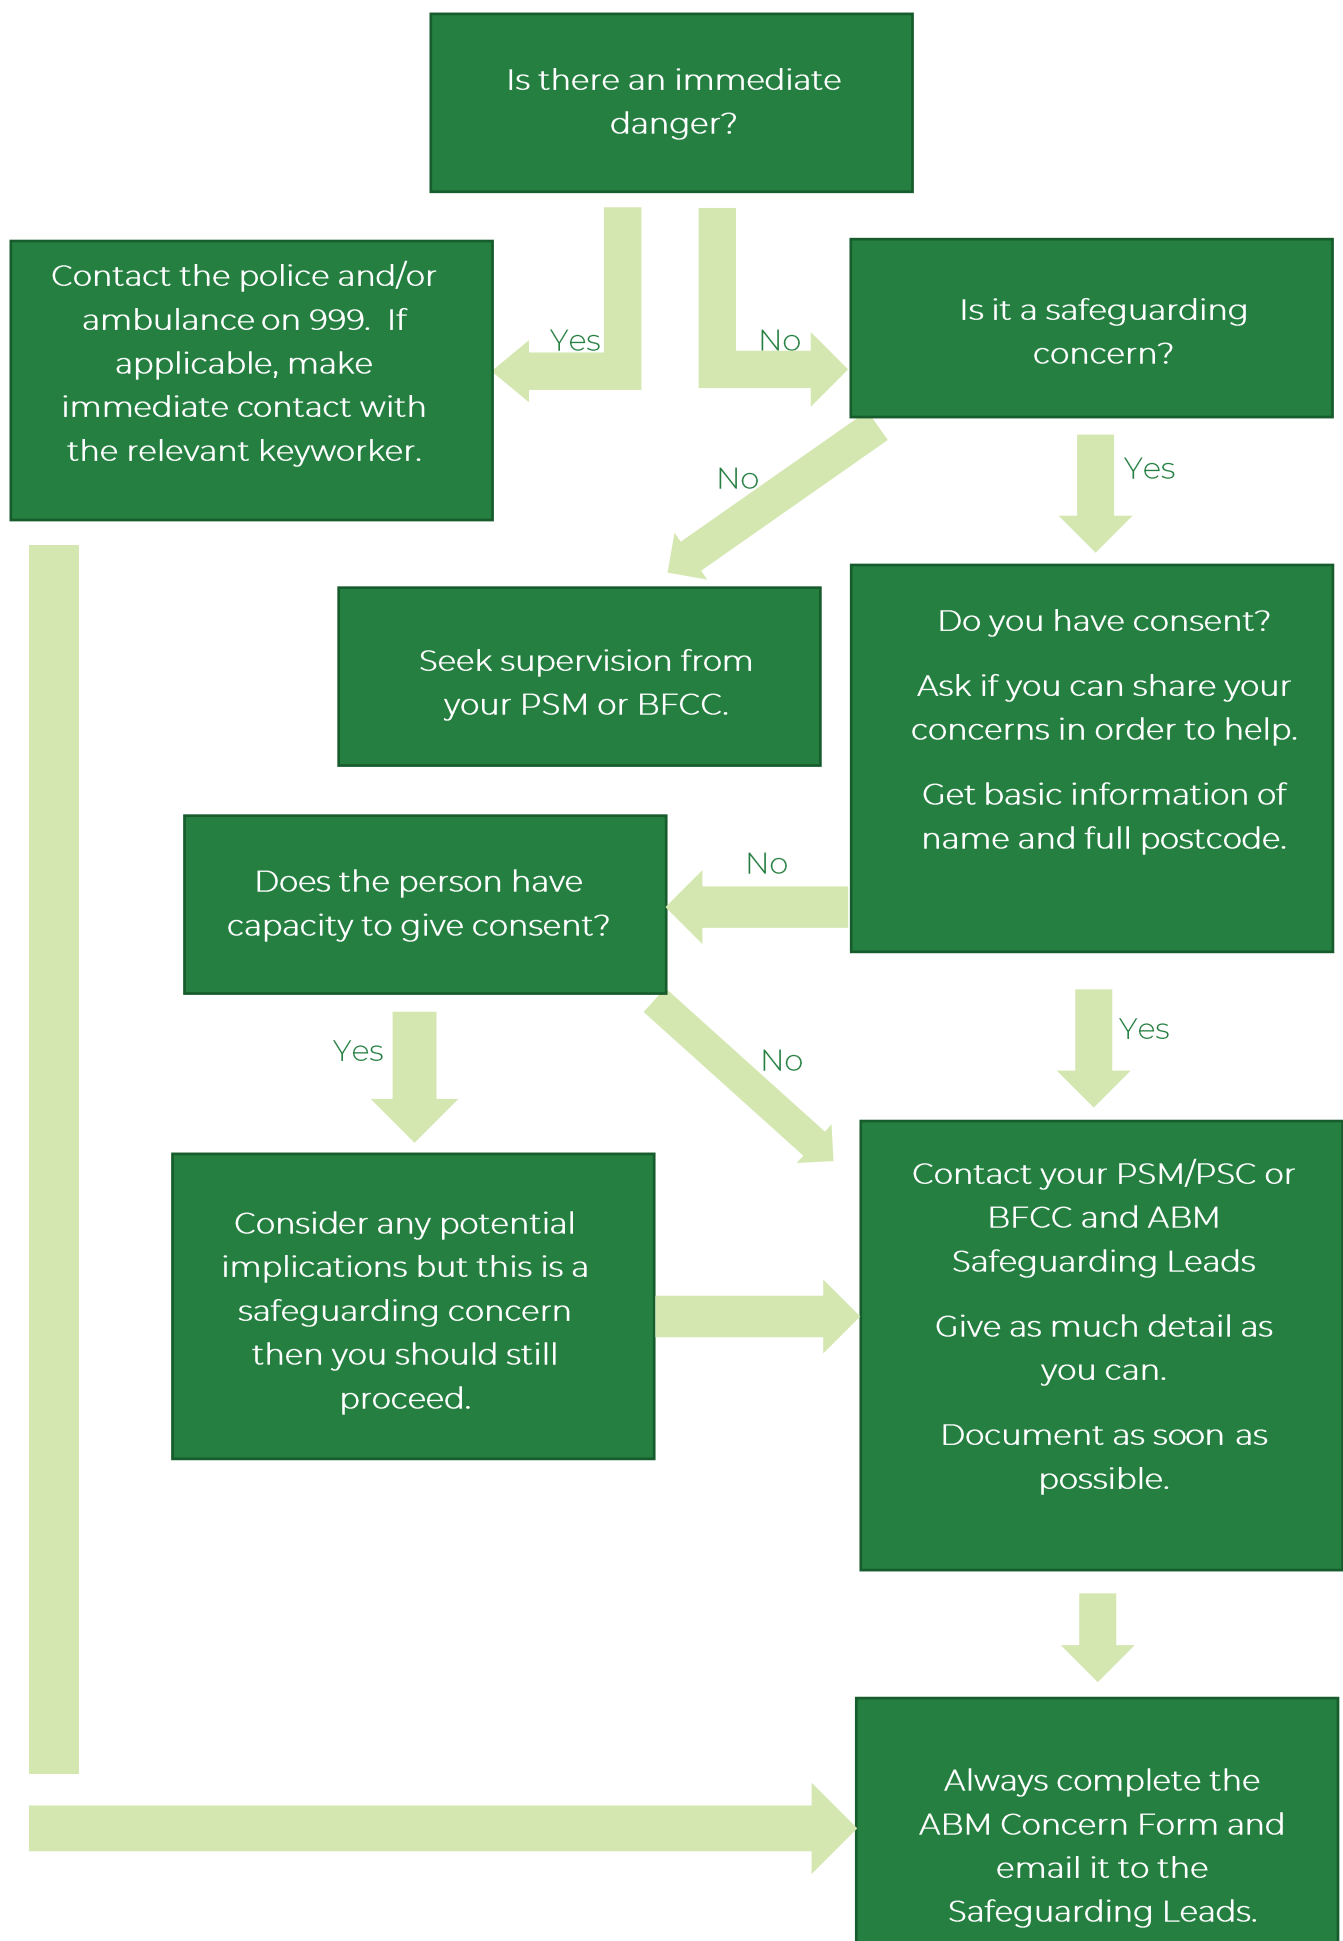 Is there an immediate
danger?
Contact the police and/or
ambulance on 999.  If
applicable, make
immediate contact with
the relevant keyworker.
Yes
No
Is it a safeguarding
concern?
No
Yes
Seek supervision from
your PSM or BFCC.
Do you have consent?
Ask if you can share your
concerns in order to help.
Get basic information of
name and full postcode.
No
Does the person have
capacity to give consent?
Yes
No
Yes
Consider any potential
implications but this is a
safeguarding concern
then you should still
proceed.
Contact your PSM/PSC or
BFCC and ABM
Safeguarding Leads
Give as much detail as
you can.
Document as soon as
possible.
Always complete the
ABM Concern Form and
email it to the
Safeguarding Leads.